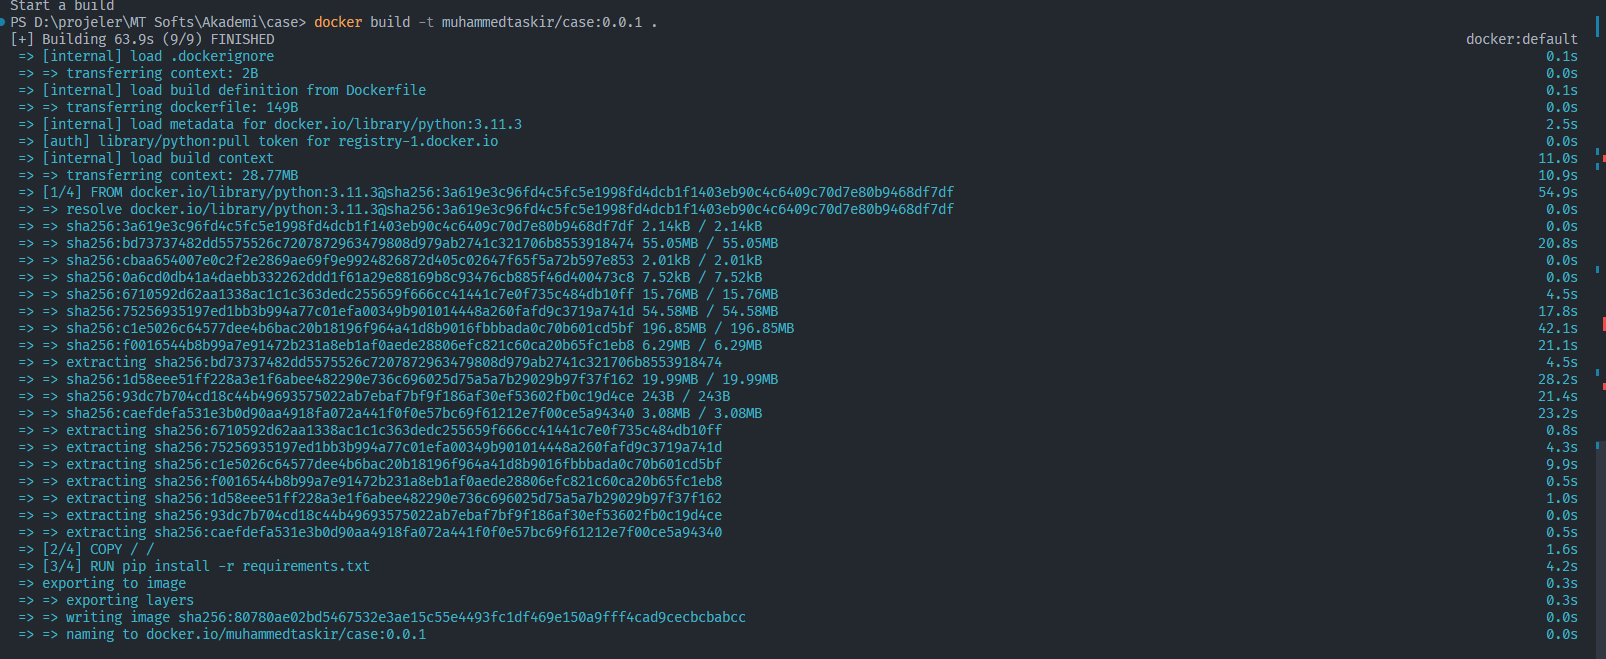 Start a build
PS D:\projeler\MT Softs\Akademi\case> docker build -t muhammedtaskir/case:0.0.1 .
[+] Building 63.9s (9/9) FINISHED docker:default
=> [internal] load .dockerignore 0.1s
=> => transferring context: 2B 0.0s
=> [internal] load build definition from Dockerfile 0.1s
=> => transferring dockerfile: 149B 0.0s
=> [internal] load metadata for docker.io/library/python:3.11.3 2.5s
=> [auth] library/python:pull token for registry-1.docker.io 0.0s
=> [internal] load build context 11.0s
=> => transferring context: 28.77MB 10.9s
=> [1/4] FROM docker.io/library/python:3.11.3@sha256:3a619e3c96fd4c5fc5e1998fd4dcb1f1403eb90c4c6409c70d7e80b9468df7df 54.9s
=> => resolve docker.io/library/python:3.11.3@sha256:3a619e3c96fd4c5fc5e1998fd4dcb1f1403eb90c4c6409c70d7e80b9468df7df 0.0s
=> => sha256:3a619e3c96fd4c5fc5e1998fd4dcb1f1403eb90c4c6409c70d7e80b9468df7df 2.14kB / 2.14kB 0.0s
=> => sha256:bd73737482dd5575526c7207872963479808d979ab2741c321706b8553918474 55.05MB / 55.05MB 20.8s
=> => sha256:cbaa654007e0c2f2e2869ae69f9e9924826872d405c02647f65f5a72b597e853 2.01kB / 2.01kB 0.0s
=> => sha256:0a6cd0db41a4daebb332262ddd1f61a29e88169b8c93476cb885f46d400473c8 7.52kB / 7.52kB 0.0s
=> => sha256:6710592d62aa1338ac1c1c363dedc255659f666cc41441c7e0f735c484db10ff 15.76MB / 15.76MB 4.5s
=> => sha256:75256935197ed1bb3b994a77c01efa00349b901014448a260fafd9c3719a741d 54.58MB / 54.58MB 17.8s
=> => sha256:c1e5026c64577dee4b6bac20b18196f964a41d8b9016fbbbada0c70b601cd5bf 196.85MB / 196.85MB 42.1s
=> => sha256:f0016544b8b99a7e91472b231a8eb1af0aede28806efc821c60ca20b65fc1eb8 6.29MB / 6.29MB 21.1s
=> => extracting sha256:bd73737482dd5575526c7207872963479808d979ab2741c321706b8553918474 4.5s
=> => sha256:1d58eee51ff228a3e1f6abee482290e736c696025d75a5a7b29029b97f37f162 19.99MB / 19.99MB 28.2s
=> => sha256:93dc7b704cd18c44b49693575022ab7ebaf7bf9f186af30ef53602fb0c19d4ce 243B / 243B 21.4s
=> => sha256:caefdefa531e3b0d90aa4918fa072a441f0f0e57bc69f61212e7f00ce5a94340 3.08MB / 3.08MB 23.2s
=> => extracting sha256:6710592d62aa1338ac1c1c363dedc255659f666cc41441c7e0f735c484db10ff 0.8s
=> => extracting sha256:75256935197ed1bb3b994a77c01efa00349b901014448a260fafd9c3719a741d 4.3s
=> => extracting sha256:c1e5026c64577dee4b6bac20b18196f964a41d8b9016fbbbada0c70b601cd5bf 9.9s
=> => extracting sha256:f0016544b8b99a7e91472b231a8eb1af0aede28806efc821c60ca20b65fc1eb8 0.5s
=> => extracting sha256:1d58eee51ff228a3e1f6abee482290e736c696025d75a5a7b29029b97f37f162 1.0s
=> => extracting sha256:93dc7b704cd18c44b49693575022ab7ebaf7bf9f186af30ef53602fb0c19d4ce 0.0s
=> => extracting sha256:caefdefa531e3b0d90aa4918fa072a441f0f0e57bc69f61212e7f00ce5a94340 0.5s
=> [2/4] COPY / / 1.6s
=> [3/4] RUN pip install -r requirements.txt 4.2s
=> exporting to image 0.3s
=> => exporting layers 0.3s
=> => writing image sha256:80780ae02bd5467532e3ae15c55e4493fc1df469e150a9fff4cad9cecbcbabcc 0.0s
=> => naming to docker.io/muhammedtaskir/case:0.0.1 0.0s